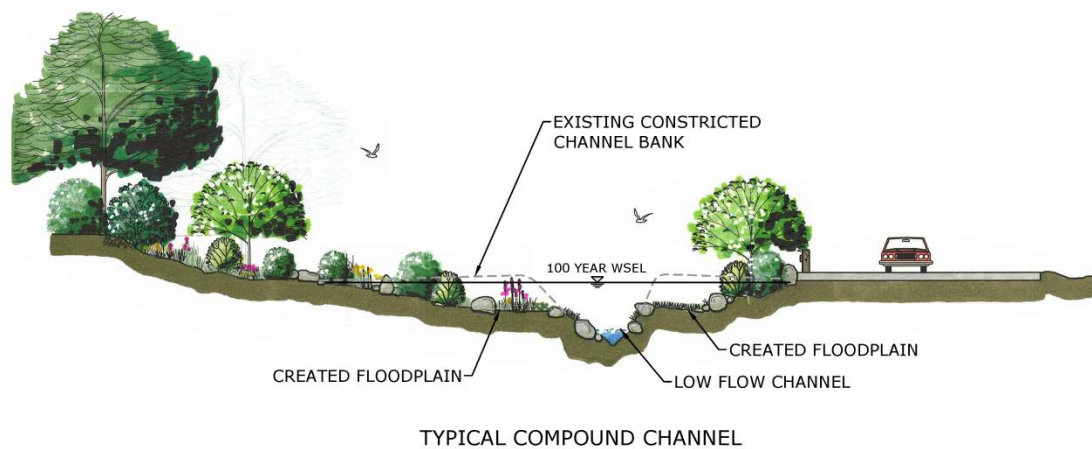 EXISTING CONSTRICTED
CHANNEL BANK
100 YEAR WSEL
CREATED FLOODPLAIN
CREATED FLOODPLAIN
LOW FLOW CHANNEL
TYPICAL COMPOUND CHANNEL